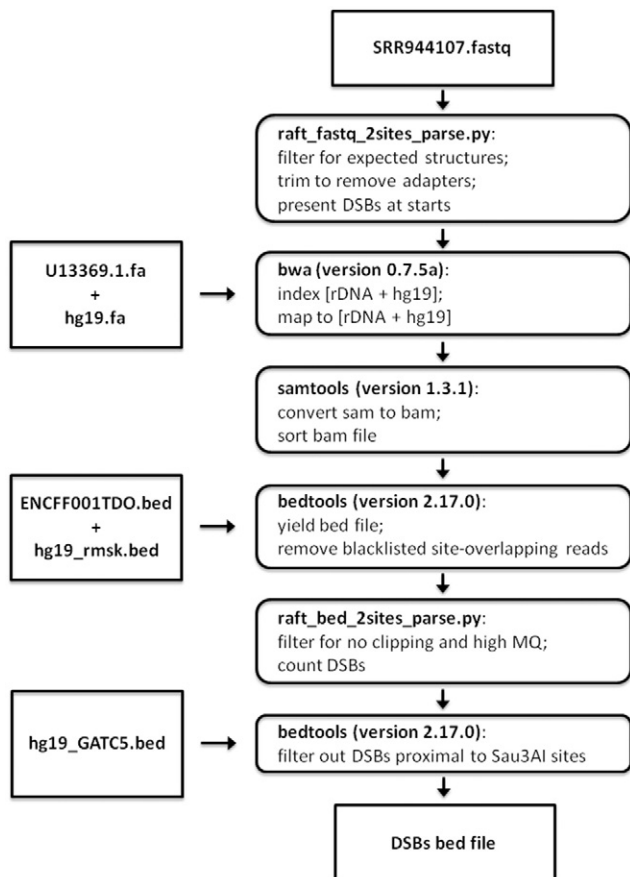 SRR944107.fastq
raft_fastq_2sites_parse.py:
filter for expected structures;
trim to remove adapters;
present DSBs at starts
U13369.1.fa
+
hg19.fa
bwa (version 0.7.5a):
index [rDNA + hg19];
map to [rDNA + hg19]
samtools (version 1.3.1):
convert sam to bam;
sort bam file
ENCFF001TDO.bed
+
hg19_rmsk.bed
bedtools (version 2.17.0):
yield bed file;
remove blacklisted site-overlapping reads
raft_bed_2sites_parse.py:
filter for no clipping and high MQ;
count DSBs
hg19_GATC5.bed
bedtools (version 2.17.0):
filter out DSBs proximal to Sau3AI sites
DSBs bed file